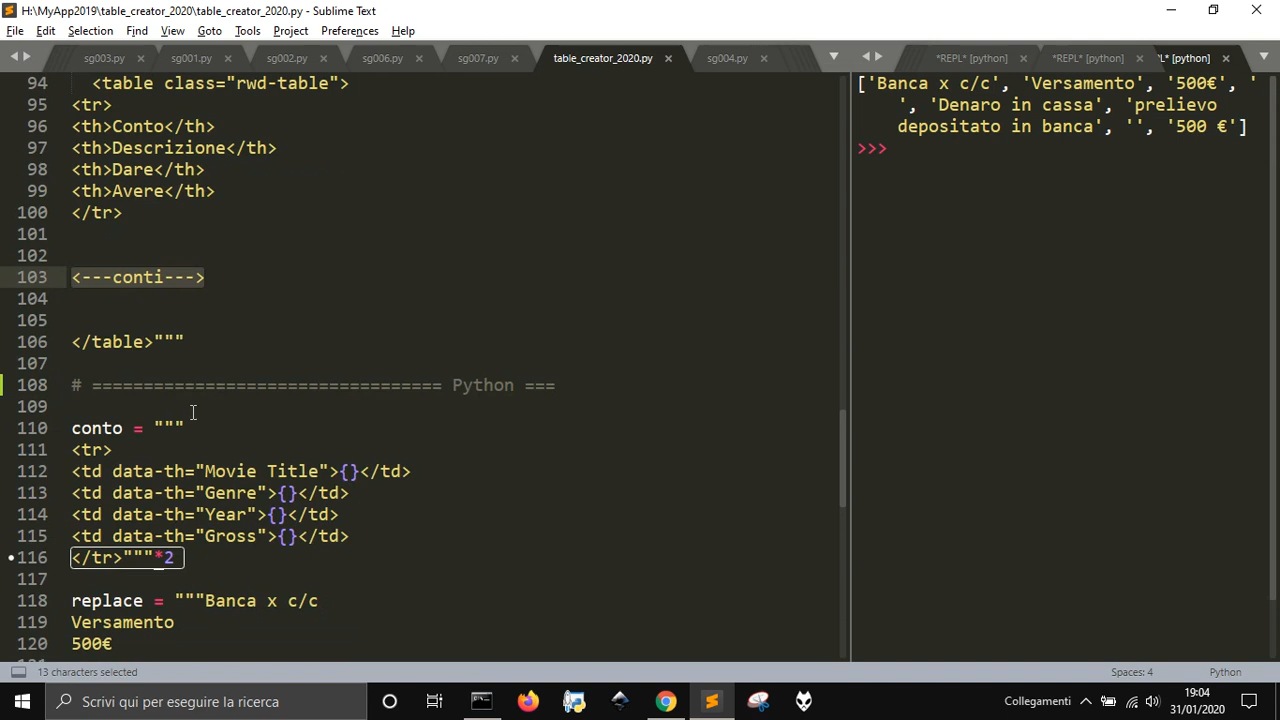 H:\MyApp2019\table_creator_2020\table_creator_2020.py - Sublime Text
File Edit Selection Find View Goto Tools Project Preferences Help
sg003.py sg001.py sg002.py sg006.py sg007.py table_creator_2020.py sg004.py *REPL* [python] *REPL* [python] 'L* [python]
94 <table class="rwd-table">
95 <tr>
96 <th>Conto</th>
97 <th>Descrizione</th>
98 <th>Dare</th>
99 <th>Avere</th>
100 </tr>
101
102
103 <---conti--->
104
105
106 </table>"""
107
108 # ================================== Python ===
109
110 conto = """
111 <tr>
112 <td data-th="Movie Title">{}</td>
113 <td data-th="Genre">{}</td>
114 <td data-th="Year">{}</td>
115 <td data-th="Gross">{}</td>
116 </tr>"""*2
117
118 replace = """Banca x c/c
119 Versamento
120 500€
['Banca x c/c', 'Versamento', '500€', '
', 'Denaro in cassa', 'prelievo
depositato in banca', '', '500 €']
>>>
13 characters selected Spaces: 4 Python
Scrivi qui per eseguire la ricerca
Collegamenti
19:04
31/01/2020